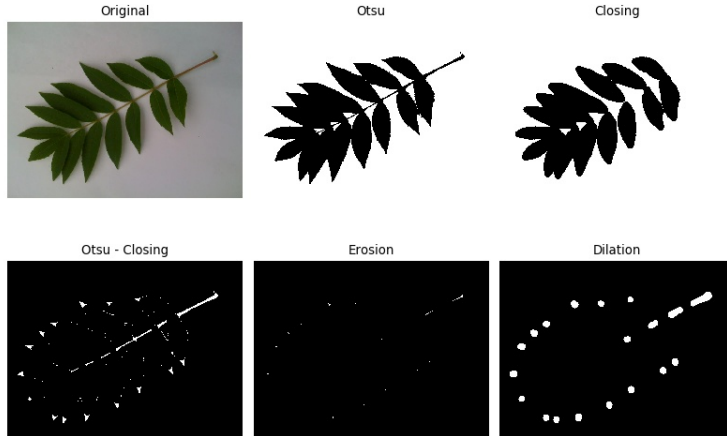 Original
Otsu
Closing
Otsu - Closing
Erosion
Dilation